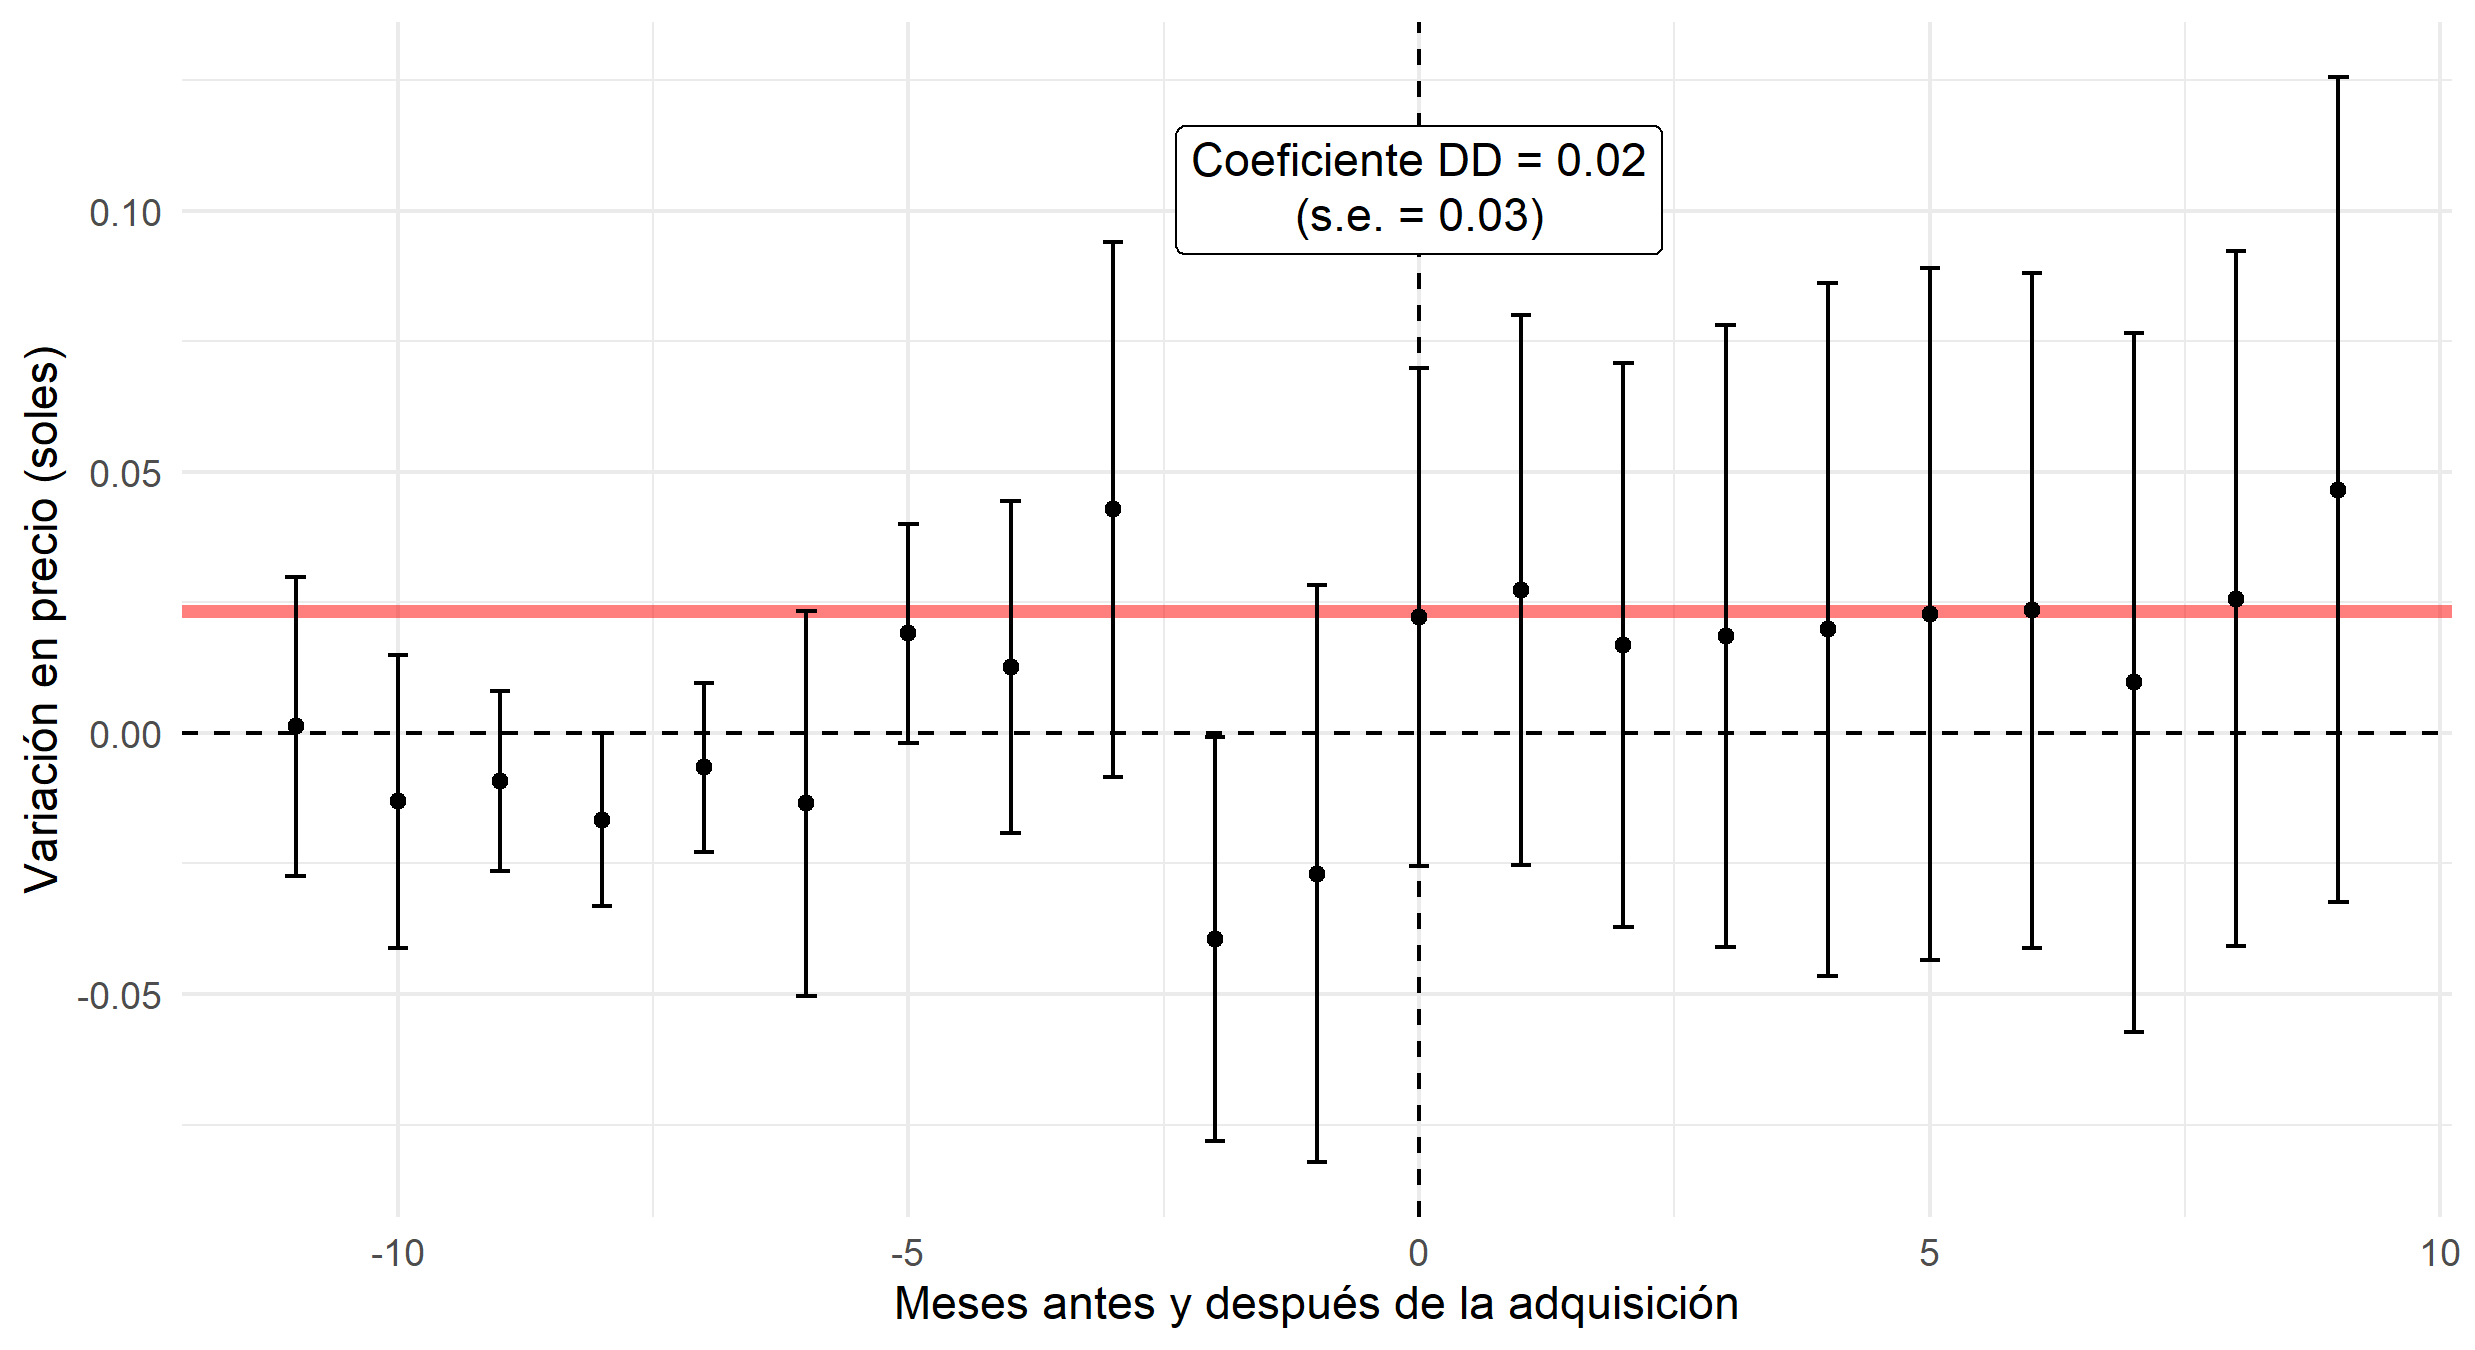 Coeficiente DD = 0.02
(s.e. = 0.03)
0.10
0.05
0.00
-0.05
Variación en precio (soles)
-10
-5
0
5
10
Meses antes y después de la adquisición